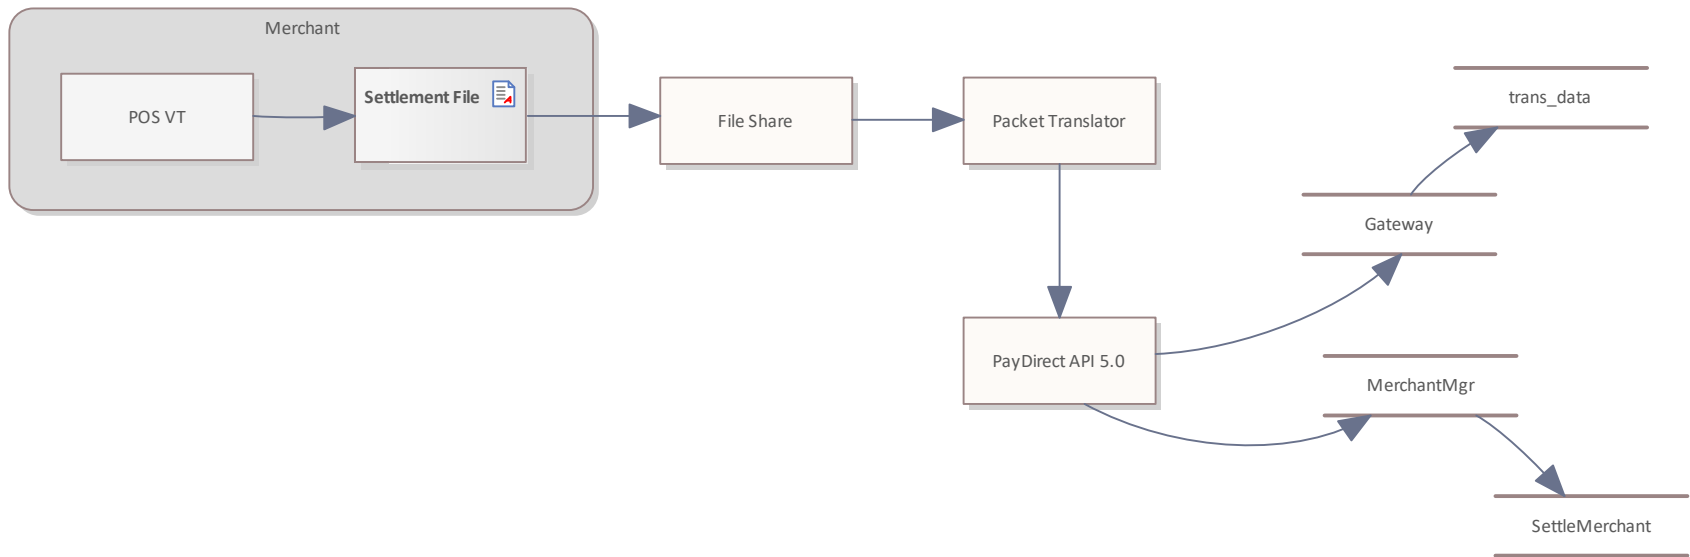 Merchant
POS VT
Settlement File
File Share
Packet Translator
trans_data
Gateway
PayDirect API 5.0
MerchantMgr
SettleMerchant